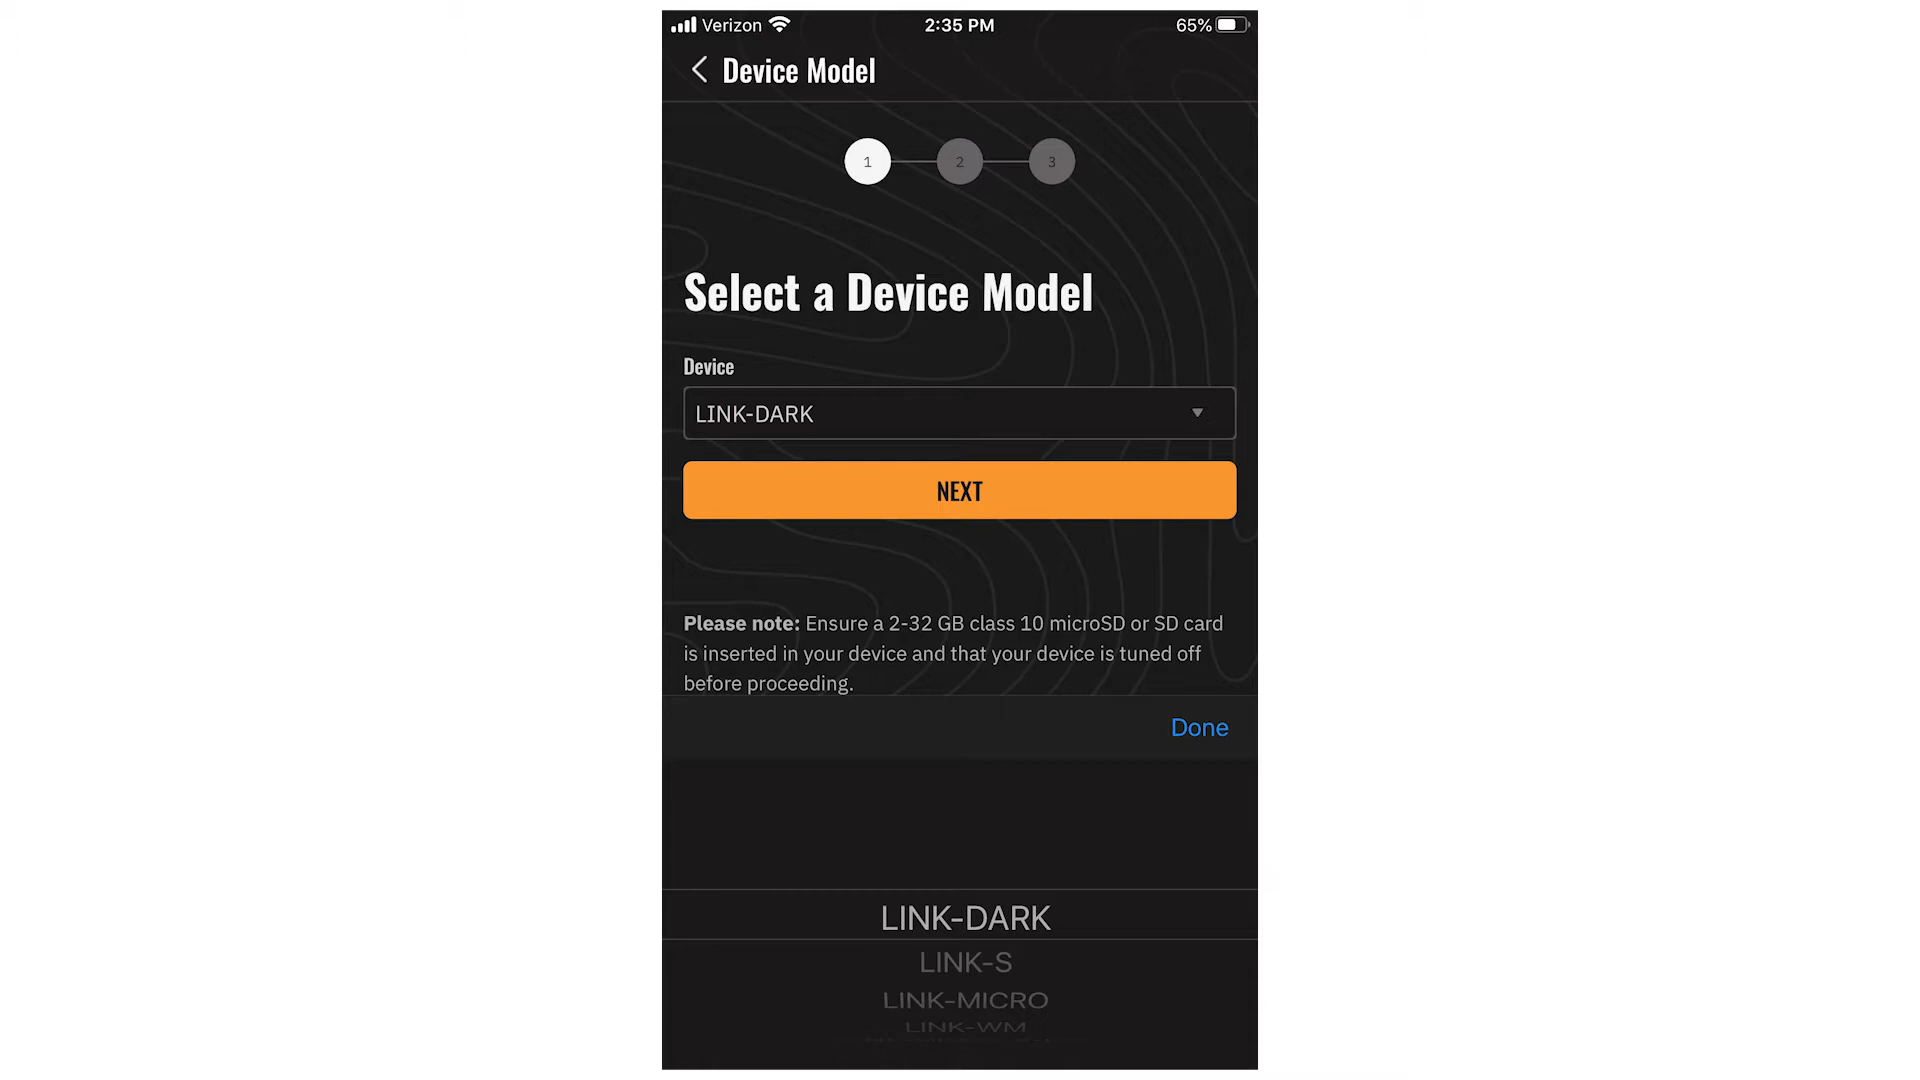 Verizon 2:35 PM 65%
Device Model
1 2 3
Select a Device Model
Device
LINK-DARK
NEXT
Please note: Ensure a 2-32 GB class 10 microSD or SD card
is inserted in your device and that your device is tuned off
before proceeding.
Done
LINK-DARK
LINK-S
LINK-MICRO
LINK-WM